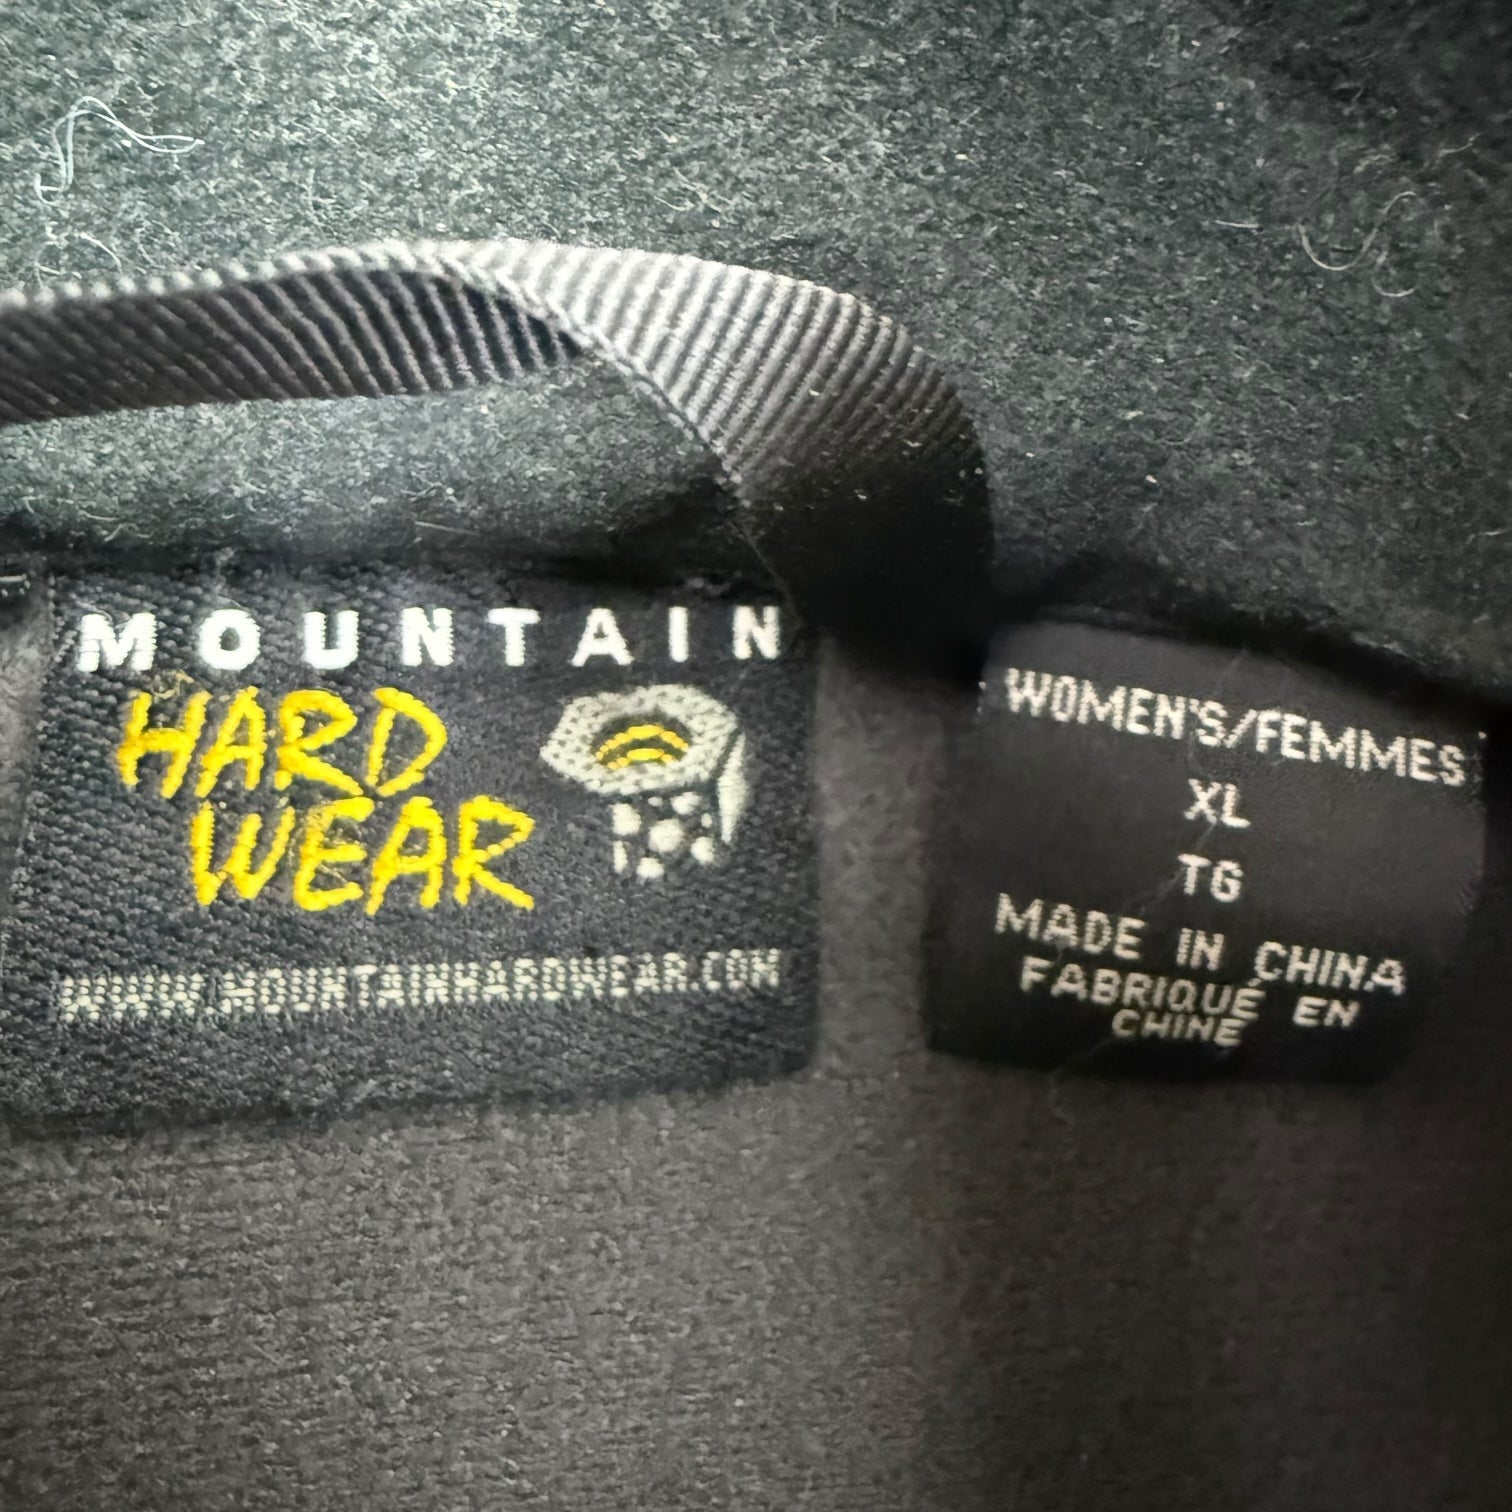 MOUNTAIN
HARD
WEAR
WWW.MOUNTAINHARDWEAR.COM
WOMEN'S/FEMMES
XL
TG
MADE IN CHINA
FABRIQUÉ EN
CHINE